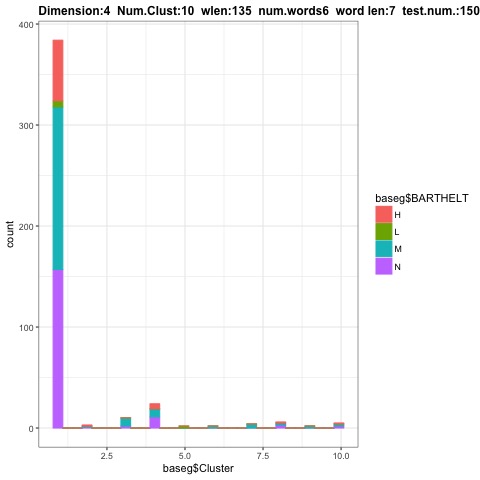 Dimension:4  Num.Clust:10  wlen:135  num.words6  word len:7  test.num.:150
400
300
200
100
0
count
2.5
5.0
7.5
10.0
baseg$Cluster
baseg$BARTHELT
H
L
M
N